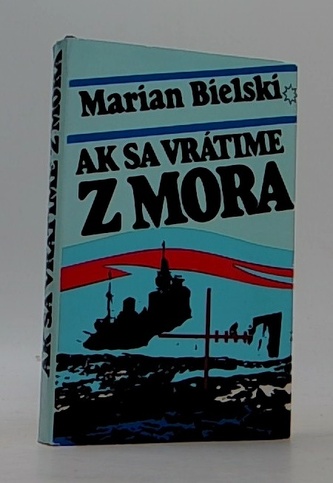 Marian Bielski
AK SA VRÁTIME
Z MORA
AK SA VRÁTIME Z MORA